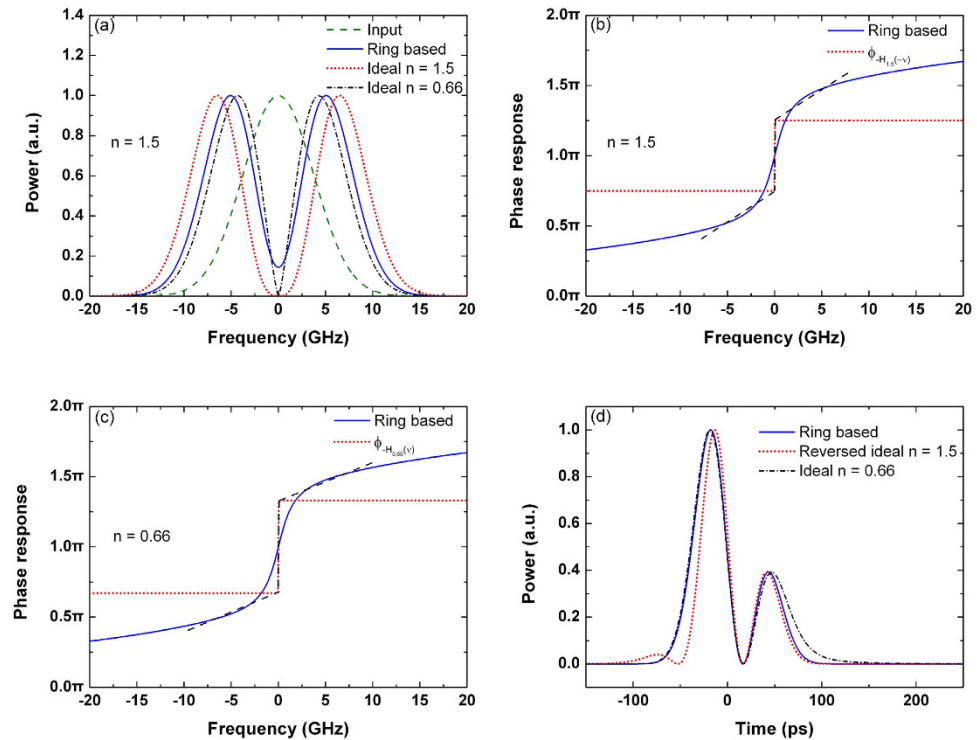 (a)
Input
Ring based
Ideal n = 1.5
Ideal n = 0.66
n = 1.5
Power (a.u.)
1.4
1.2
1.0
0.8
0.6
0.4
0.2
0.0
-20 -15 -10 -5 0 5 10 15 20
Frequency (GHz)
(b)
Ring based
ϕ-H1.5(-ν)
n = 1.5
Phase response
2.0π
1.5π
1.0π
0.5π
0.0π
-20 -15 -10 -5 0 5 10 15 20
Frequency (GHz)
(c)
Ring based
ϕ-H0.66(ν)
n = 0.66
Phase response
2.0π
1.5π
1.0π
0.5π
0.0π
-20 -15 -10 -5 0 5 10 15 20
Frequency (GHz)
(d)
Ring based
Reversed ideal n = 1.5
Ideal n = 0.66
Power (a.u.)
1.0
0.8
0.6
0.4
0.2
0.0
-100 0 100 200
Time (ps)